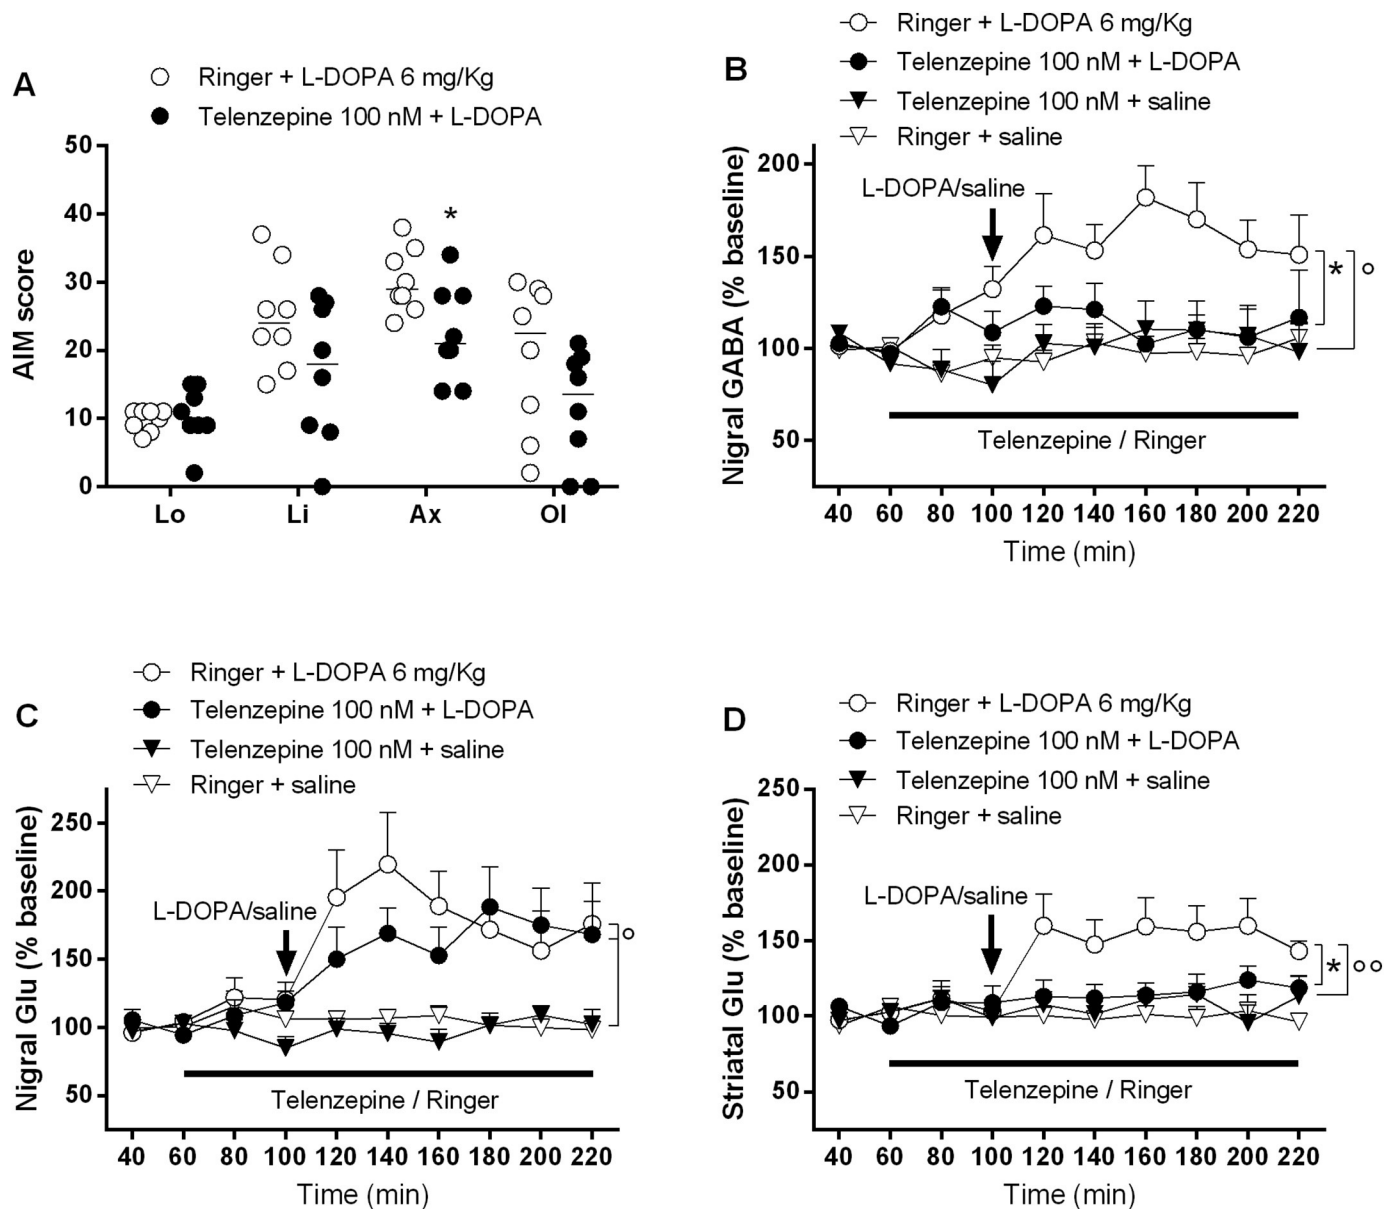 A
Ringer + L-DOPA 6 mg/Kg
Telenzepine 100 nM + L-DOPA
AIM score
50
40
30
20
10
0
*
Lo Li Ax Ol
B
Ringer + L-DOPA 6 mg/Kg
Telenzepine 100 nM + L-DOPA
Telenzepine 100 nM + saline
Ringer + saline
Nigral GABA (% baseline)
200
150
100
50
L-DOPA/saline
* °
Telenzepine / Ringer
40 60 80 100 120 140 160 180 200 220
Time (min)
C
Ringer + L-DOPA 6 mg/Kg
Telenzepine 100 nM + L-DOPA
Telenzepine 100 nM + saline
Ringer + saline
Nigral Glu (% baseline)
250
200
150
100
50
L-DOPA/saline
°
Telenzepine / Ringer
40 60 80 100 120 140 160 180 200 220
Time (min)
D
Ringer + L-DOPA 6 mg/Kg
Telenzepine 100 nM + L-DOPA
Telenzepine 100 nM + saline
Ringer + saline
Striatal Glu (% baseline)
250
200
150
100
50
L-DOPA/saline
* °°
Telenzepine / Ringer
40 60 80 100 120 140 160 180 200 220
Time (min)